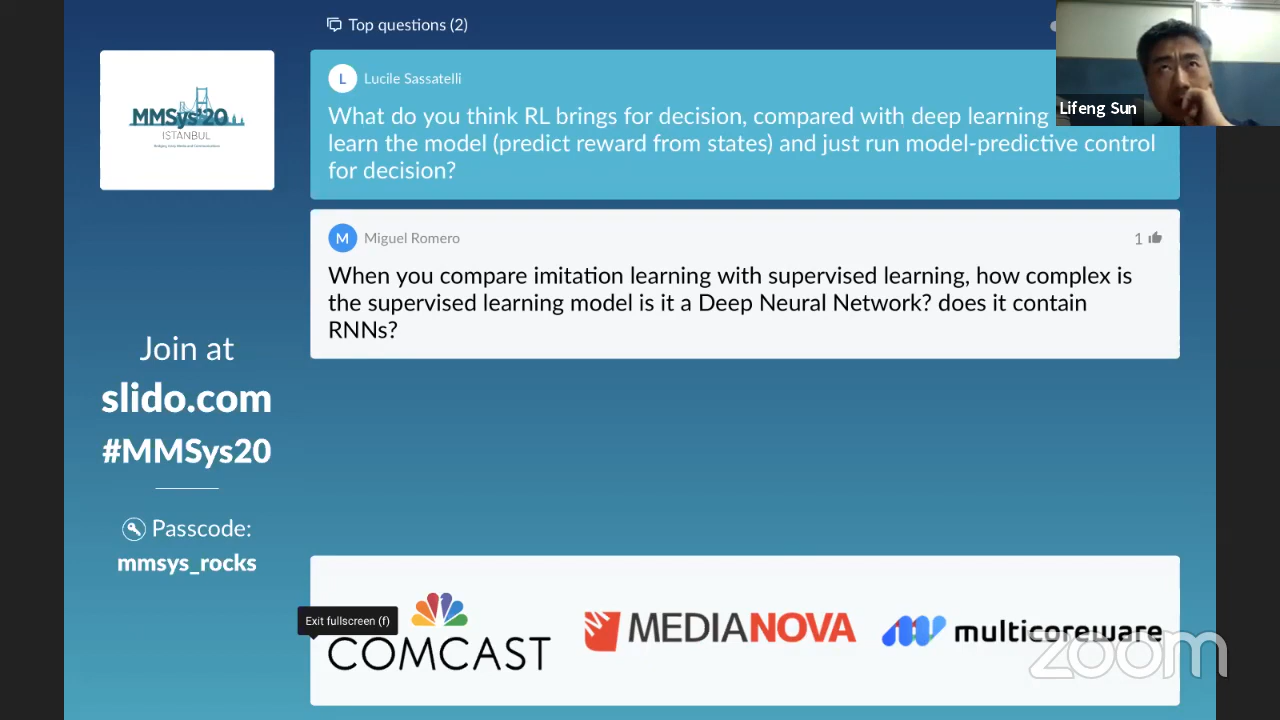 Top questions (2)
MMSys'20
ISTANBUL
L
Lucile Sassatelli
What do you think RL brings for decision, compared with deep learning
learn the model (predict reward from states) and just run model-predictive control
for decision?
Lifeng Sun
M
Miguel Romero
1
When you compare imitation learning with supervised learning, how complex is
the supervised learning model is it a Deep Neural Network? does it contain
RNNs?
Join at
slido.com
#MMSys20
Passcode:
mmsys_rocks
Exit fullscreen (f)
COMCAST
MEDIANOVA
multicoreware
zoom